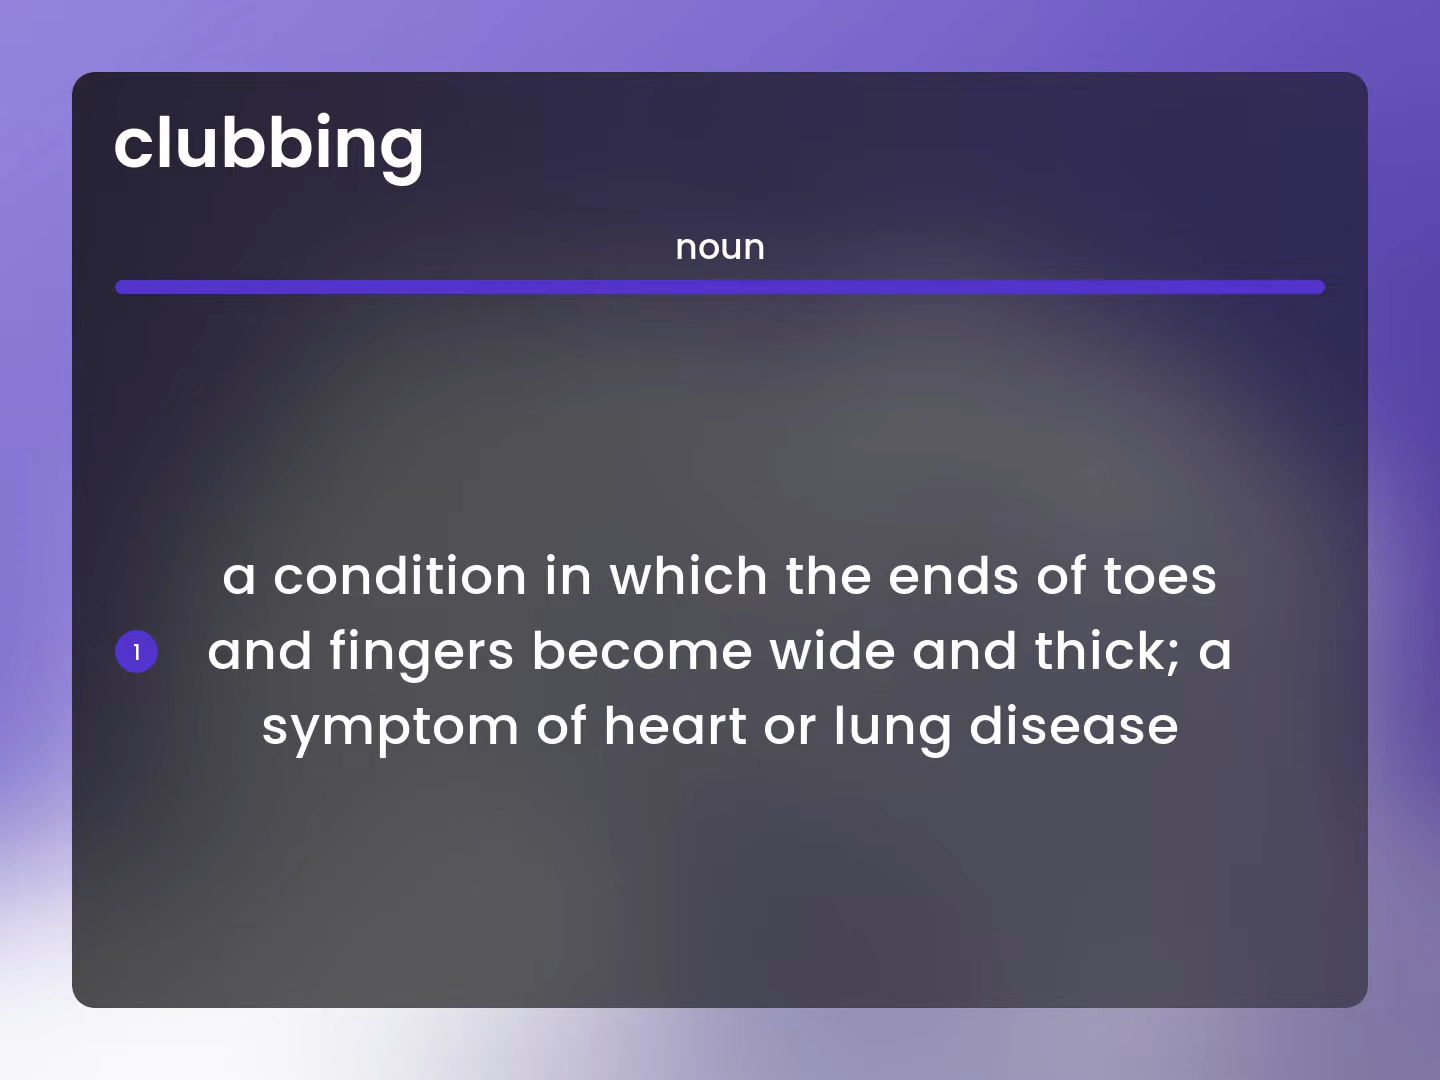 clubbing
noun
a condition in which the ends of toes
1 and fingers become wide and thick; a
symptom of heart or lung disease